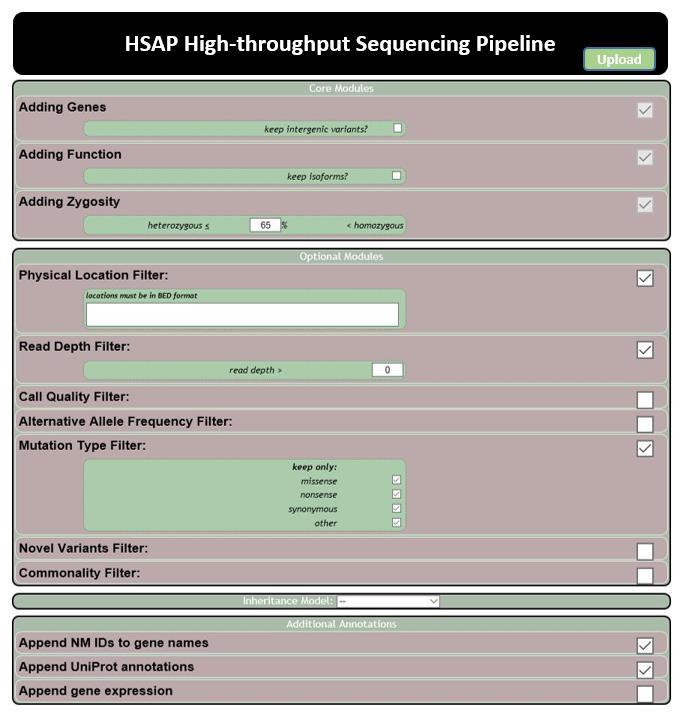 HSAP High-throughput Sequencing Pipeline
Upload
Core Modules
Adding Genes
keep intergenic variants?
Adding Function
keep isoforms?
Adding Zygosity
heterozygous ≤ 65 % < homozygous
Optional Modules
Physical Location Filter:
locations must be in BED format
Read Depth Filter:
read depth > 0
Call Quality Filter:
Alternative Allele Frequency Filter:
Mutation Type Filter:
keep only:
missense
nonsense
synonymous
other
Novel Variants Filter:
Commonality Filter:
Inheritance Model: --
Additional Annotations
Append NM IDs to gene names
Append UniProt annotations
Append gene expression